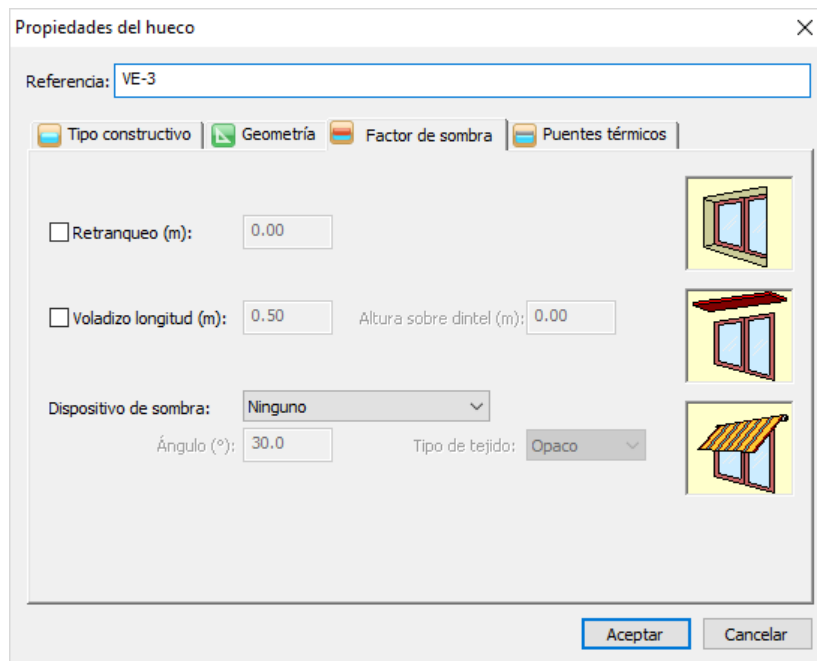 Propiedades del hueco
Referencia: VE-3
Tipo constructivo Geometría Factor de sombra Puentes térmicos
Retranqueo (m): 0.00
Voladizo longitud (m): 0.50 Altura sobre dintel (m): 0.00
Dispositivo de sombra: Ninguno
Ángulo (°): 30.0 Tipo de tejido: Opaco
Aceptar Cancelar